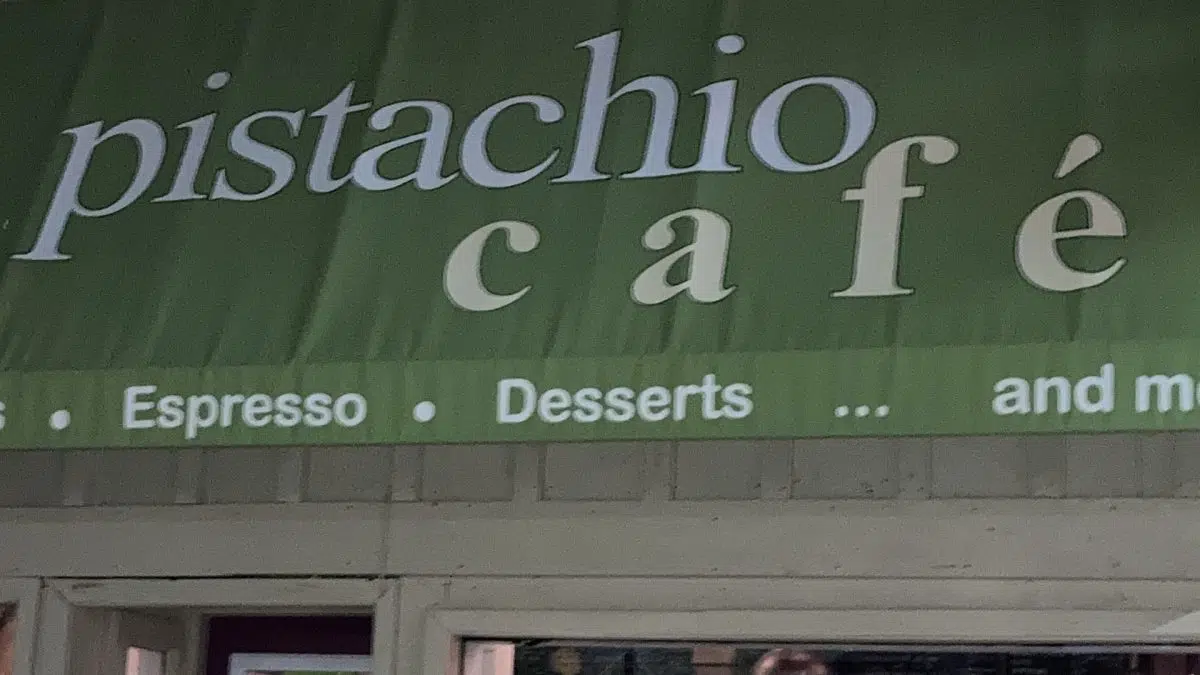 pistachio
café
• Espresso • Desserts ... and